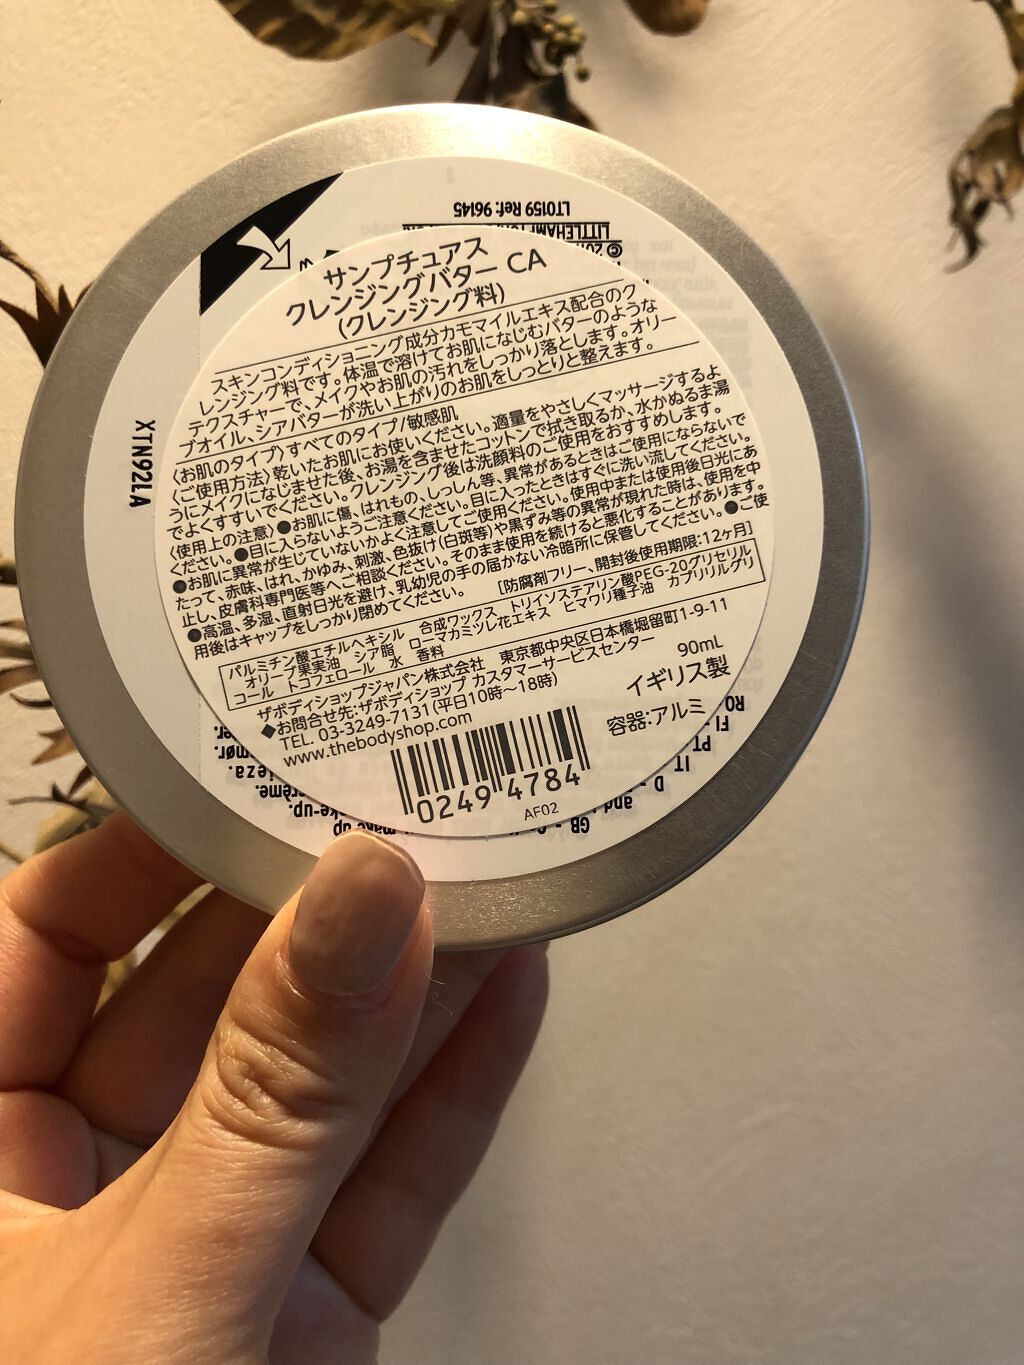 LT0159 Ref: 96145
サンプチュアス
クレンジングバター CA
(クレンジング料)
スキンコンディショニング成分カモマイルエキス配合のク
レンジング料です。体温で溶けてお肌になじむバターのような
テクスチャーで、メイクやお肌の汚れをしっかり落とします。オリー
ブオイル、シアバターが洗い上がりのお肌をしっとりと整えます。
〈お肌のタイプ〉すべてのタイプ/敏感肌
〈ご使用方法〉乾いたお肌にお使いください。適量をやさしくマッサージするよ
うにメイクになじませた後、お湯を含ませたコットンで拭き取るか、水かぬるま湯
でよくすすいでください。クレンジング後は洗顔料のご使用をおすすめします。
〈使用上の注意〉●お肌に傷、はれもの、しっしん等、異常があるときはご使用にならないで
ください。●目に入らないようご注意ください。目に入ったときはすぐに洗い流してください。
●お肌に異常が生じていないかよく注意してご使用ください。使用中または使用後日光にあ
たって、赤味、はれ、かゆみ、刺激、色抜け(白斑等)や黒ずみ等の異常が現れた時は、使用を中
止し、皮膚科専門医等へご相談ください。そのまま使用を続けると悪化することがあります。
●高温、多湿、直射日光を避け、乳幼児の手の届かない冷暗所に保管してください。●ご使
用後はキャップをしっかり閉めてください。 [防腐剤フリー、開封後使用期限:12ヶ月]
パルミチン酸エチルヘキシル 合成ワックス トリイソステアリン酸PEG-20グリセリル
オリーブ果実油 シア脂 ローマカミツレ花エキス ヒマワリ種子油 カプリリルグリ
コール トコフェロール 水 香料
ザボディショップジャパン株式会社 東京都中央区日本橋堀留町1-9-11
◆お問合せ先:ザボディショップ カスタマーサービスセンター
TEL. 03-3249-7131(平日10時〜18時)
www.thebodyshop.com
90mL
イギリス製
容器:アルミ
0249 4784
AF02
XTN92LA